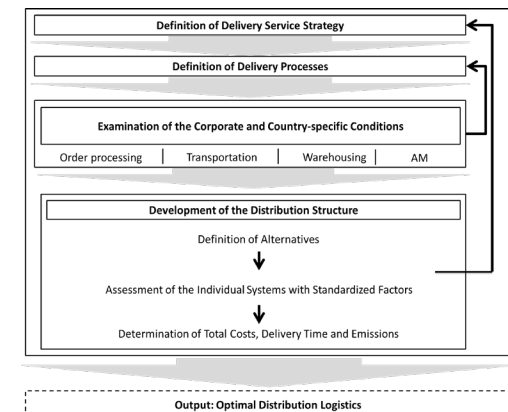 Definition of Delivery Service Strategy
Definition of Delivery Processes
Examination of the Corporate and Country-specific Conditions
Order processing | Transportation | Warehousing | AM
Development of the Distribution Structure
Definition of Alternatives
Assessment of the Individual Systems with Standardized Factors
Determination of Total Costs, Delivery Time and Emissions
Output: Optimal Distribution Logistics